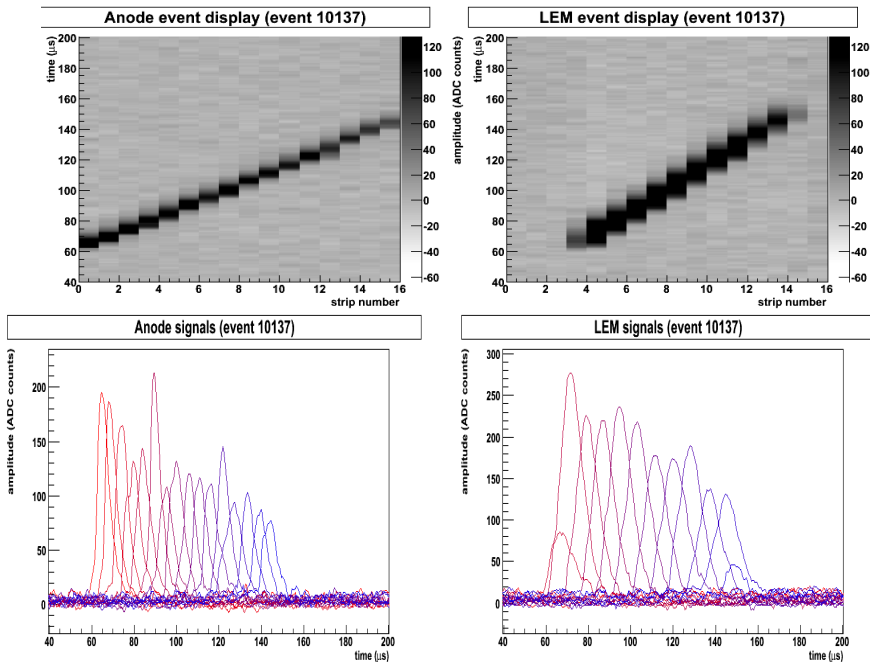 Anode event display (event 10137)
time (μs)
200
180
160
140
120
100
80
60
40
0 2 4 6 8 10 12 14 16
strip number
120
100
80
60
40
20
0
-20
-40
-60
amplitude (ADC counts)
LEM event display (event 10137)
time (μs)
200
180
160
140
120
100
80
60
40
0 2 4 6 8 10 12 14 16
strip number
120
100
80
60
40
20
0
-20
-40
-60
Anode signals (event 10137)
amplitude (ADC counts)
200
150
100
50
0
40 60 80 100 120 140 160 180 200
time (μs)
LEM signals (event 10137)
amplitude (ADC counts)
300
250
200
150
100
50
0
40 60 80 100 120 140 160 180 200
time (μs)